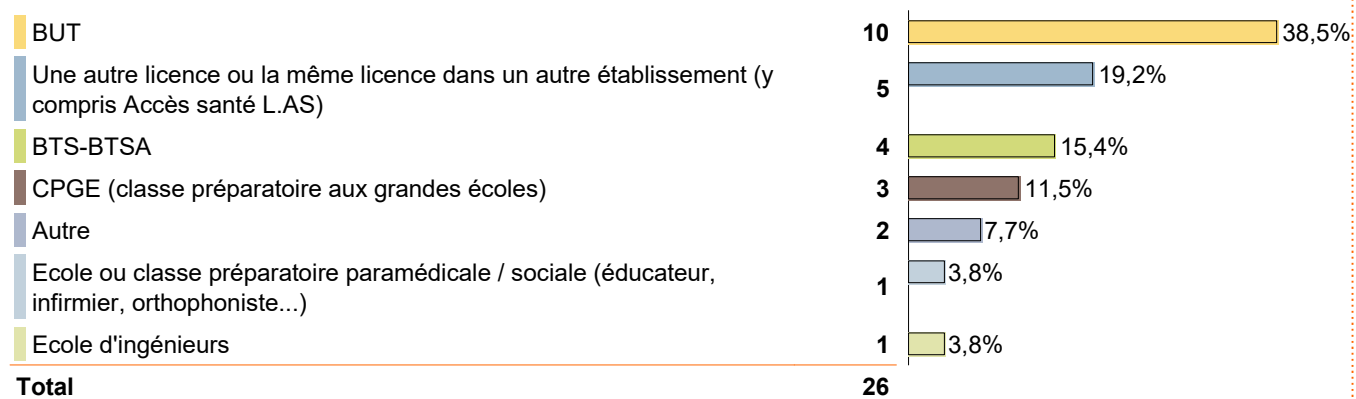 BUT 10 38,5%
Une autre licence ou la même licence dans un autre établissement (y
compris Accès santé L.AS) 5 19,2%
BTS-BTSA 4 15,4%
CPGE (classe préparatoire aux grandes écoles) 3 11,5%
Autre 2 7,7%
Ecole ou classe préparatoire paramédicale / sociale (éducateur,
infirmier, orthophoniste...) 1 3,8%
Ecole d'ingénieurs 1 3,8%
Total 26